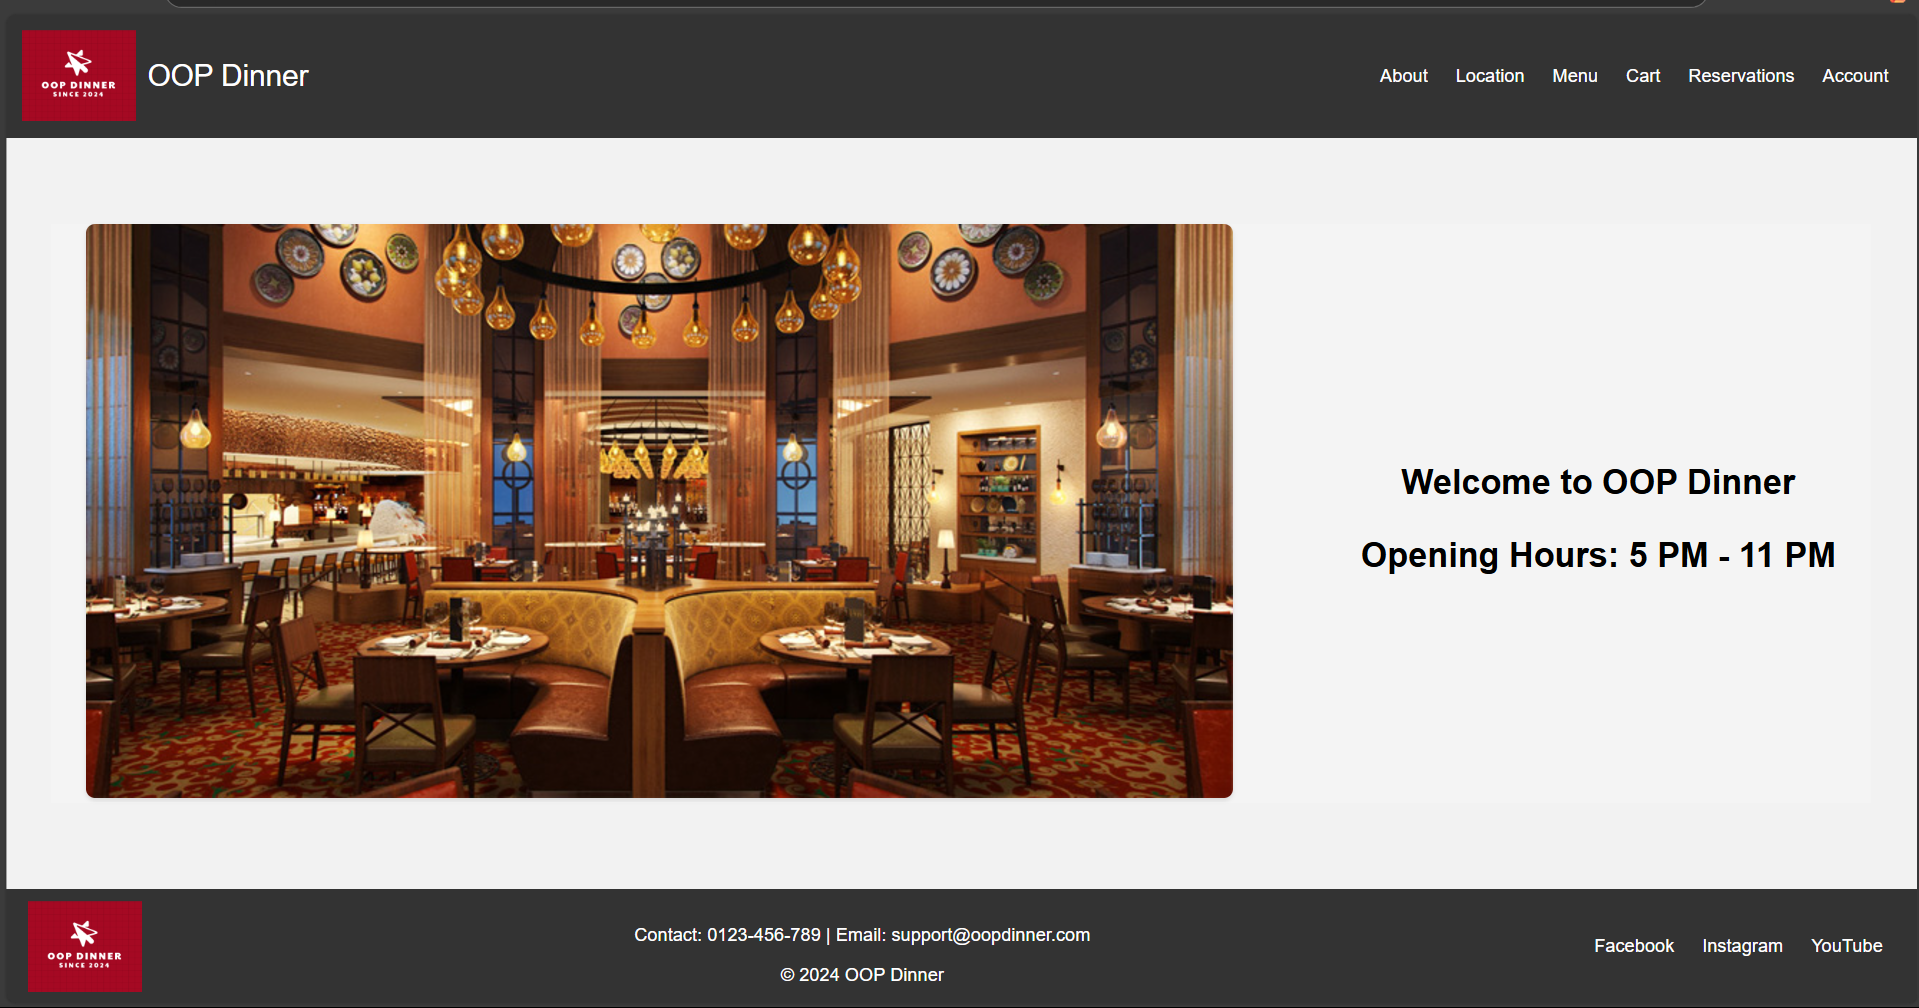 OOP DINNER
SINCE 2024
OOP Dinner
About Location Menu Cart Reservations Account
Welcome to OOP Dinner
Opening Hours: 5 PM - 11 PM
OOP DINNER
SINCE 2024
Contact: 0123-456-789 | Email: support@oopdinner.com
© 2024 OOP Dinner
Facebook Instagram YouTube